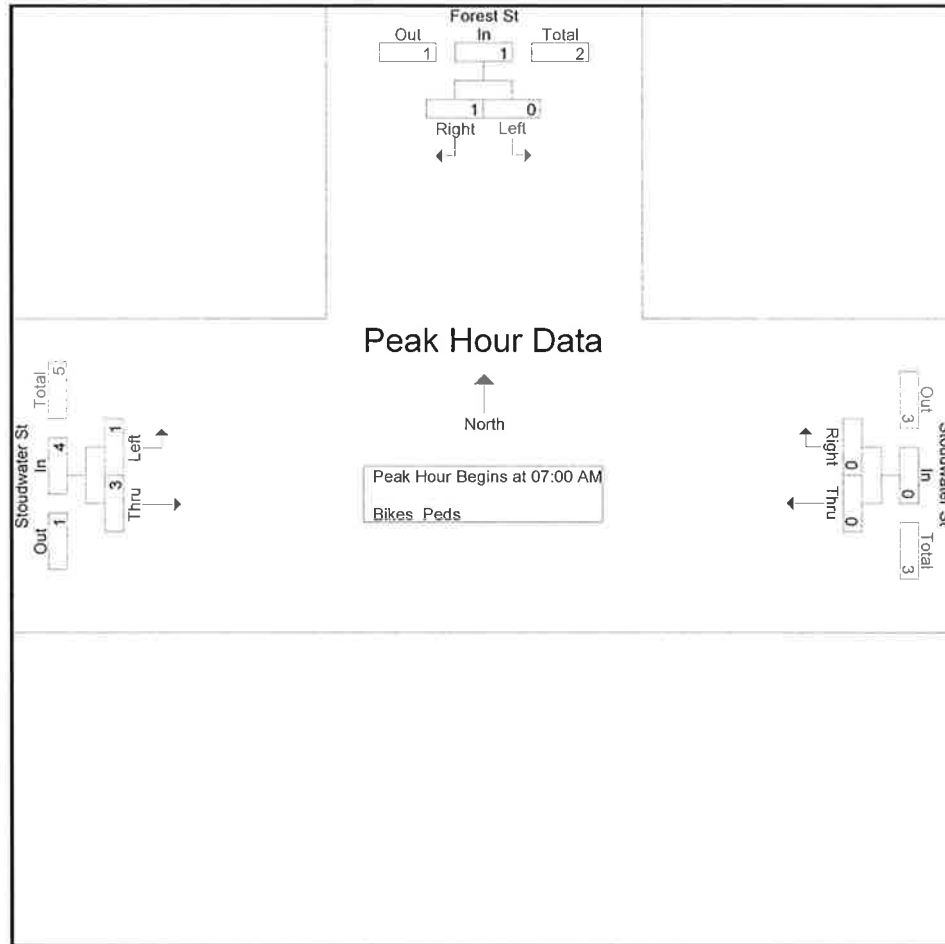 Forest St
Out In Total
1 1 2
1 0
Right Left
Peak Hour Data
North
Peak Hour Begins at 07:00 AM
Bikes Peds
Stoudwater St
Total In Out
5 4 1
1 3
Left Thru
Stoudwater St
Out In Total
3 0 3
0 0
Right Thru